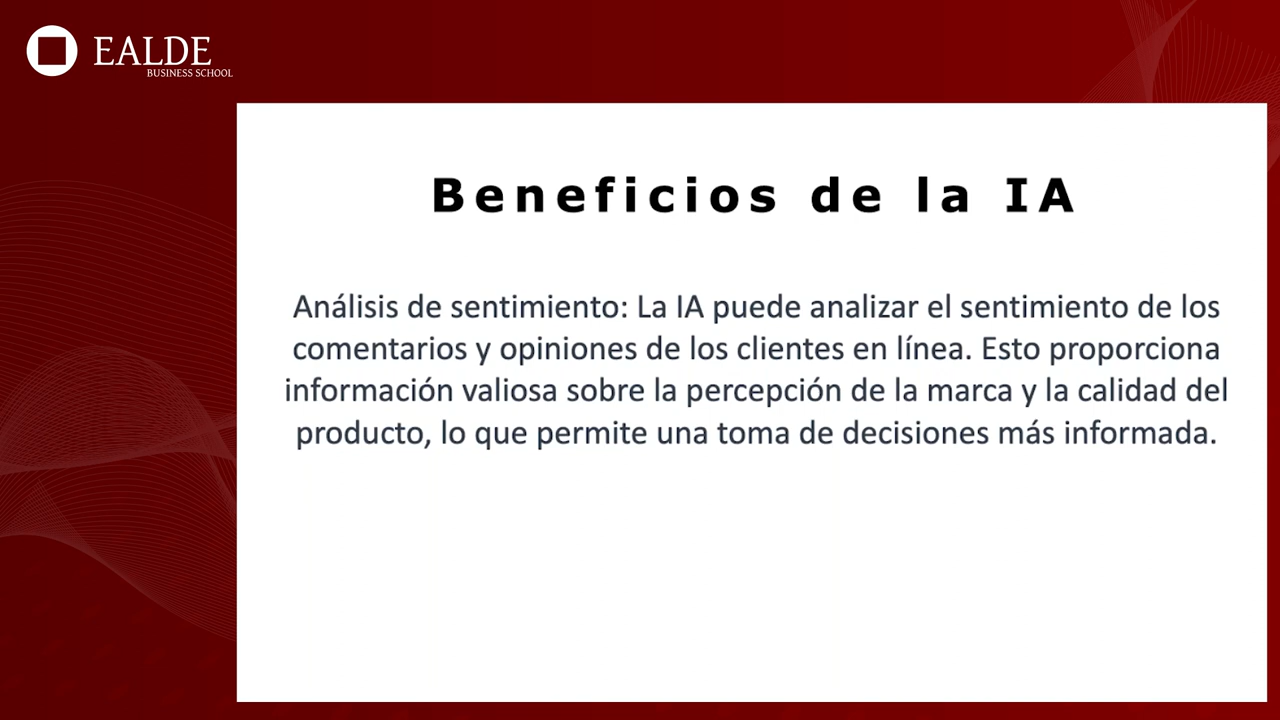 EALDE
BUSINESS SCHOOL
Beneficios de la IA
Análisis de sentimiento: La IA puede analizar el sentimiento de los
comentarios y opiniones de los clientes en línea. Esto proporciona
información valiosa sobre la percepción de la marca y la calidad del
producto, lo que permite una toma de decisiones más informada.